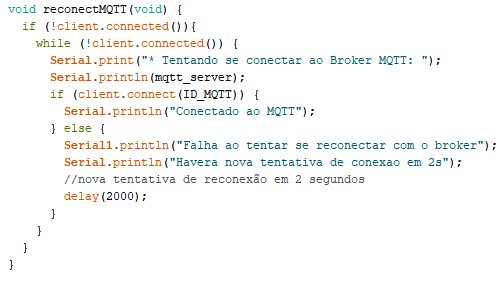 void reconectMQTT(void) {
  if (!client.connected()){
    while (!client.connected()) {
      Serial.print("* Tentando se conectar ao Broker MQTT: ");
      Serial.println(mqtt_server);
      if (client.connect(ID_MQTT)) {
        Serial.println("Conectado ao MQTT");
      } else {
        Serial1.println("Falha ao tentar se reconectar com o broker");
        Serial.println("Havera nova tentativa de conexao em 2s");
        //nova tentativa de reconexão em 2 segundos
        delay(2000);
      }
    }
  }
}